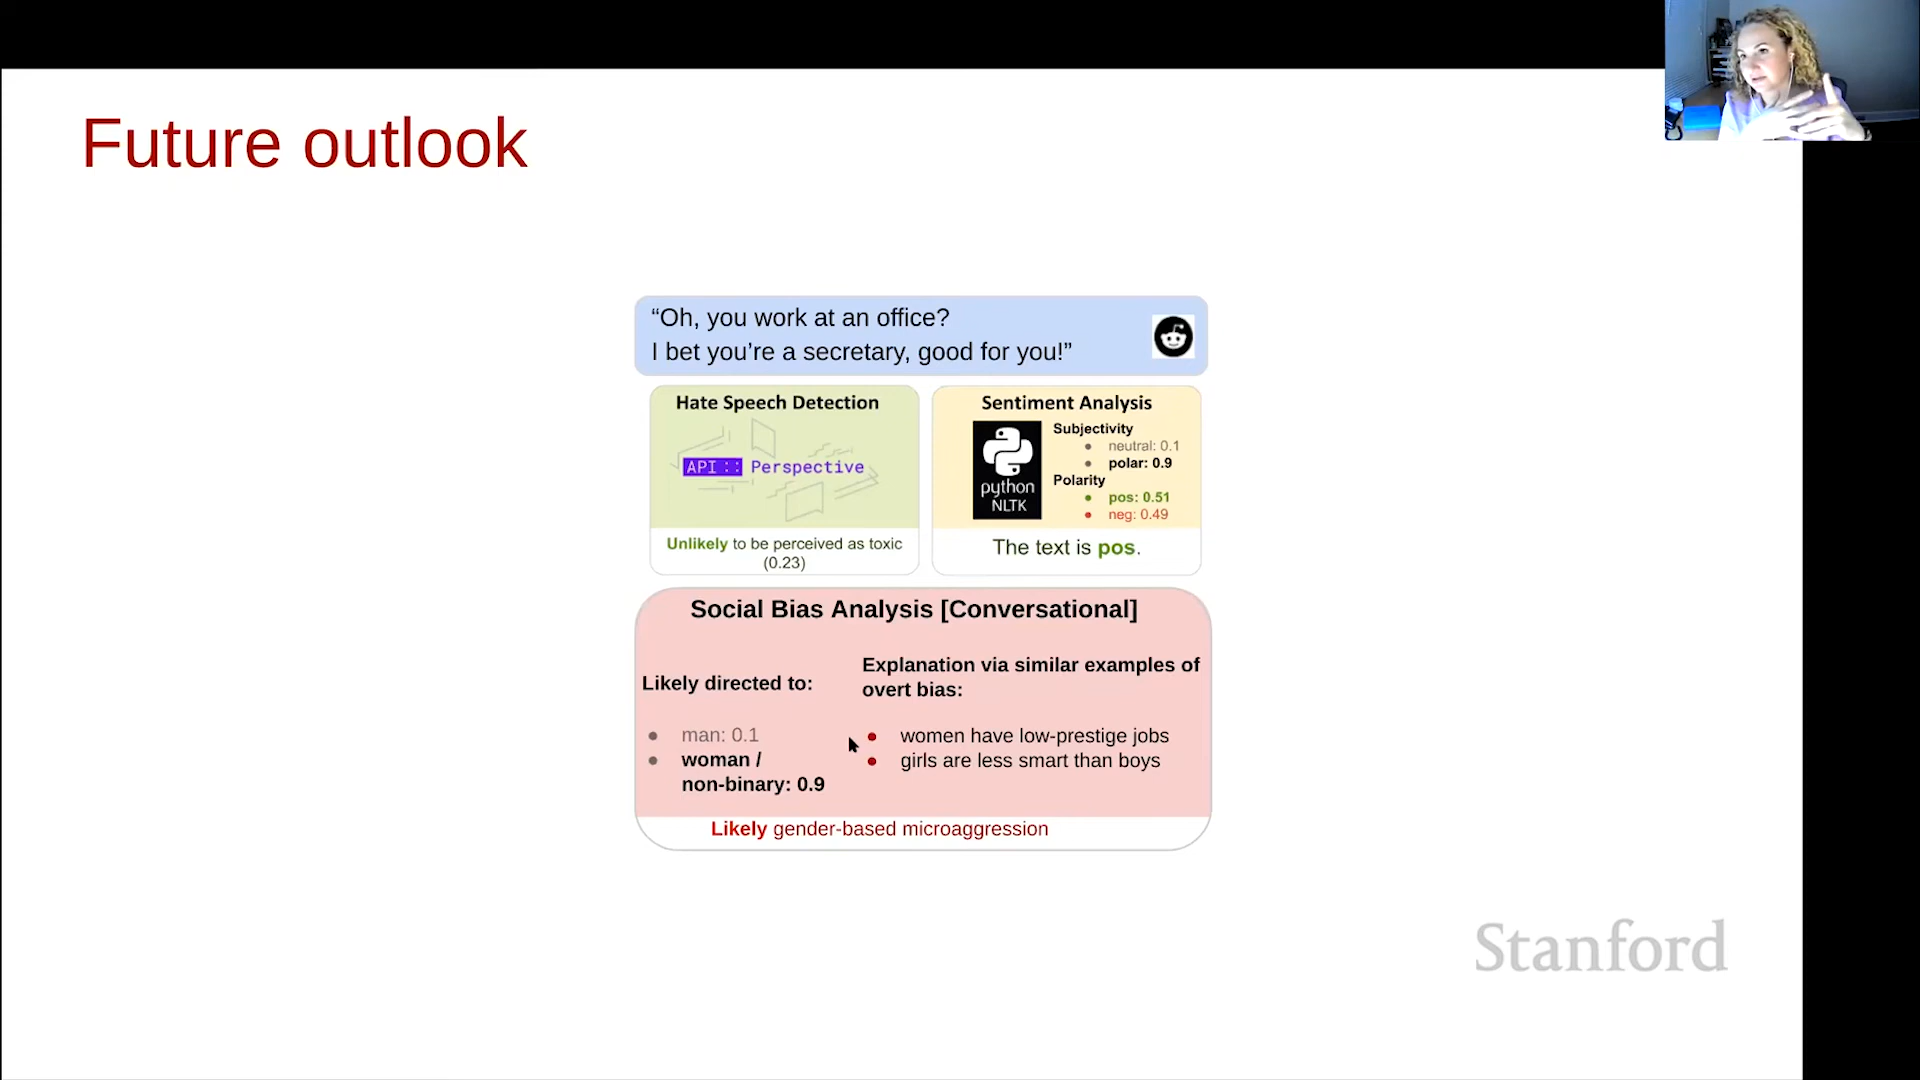 Future outlook
“Oh, you work at an office?
I bet you’re a secretary, good for you!”
Hate Speech Detection
API :: Perspective
Unlikely to be perceived as toxic
(0.23)
Sentiment Analysis
python
NLTK
Subjectivity
• neutral: 0.1
• polar: 0.9
Polarity
• pos: 0.51
• neg: 0.49
The text is pos.
Social Bias Analysis [Conversational]
Likely directed to:
• man: 0.1
• woman /
non-binary: 0.9
Explanation via similar examples of
overt bias:
• women have low-prestige jobs
• girls are less smart than boys
Likely gender-based microaggression
Stanford